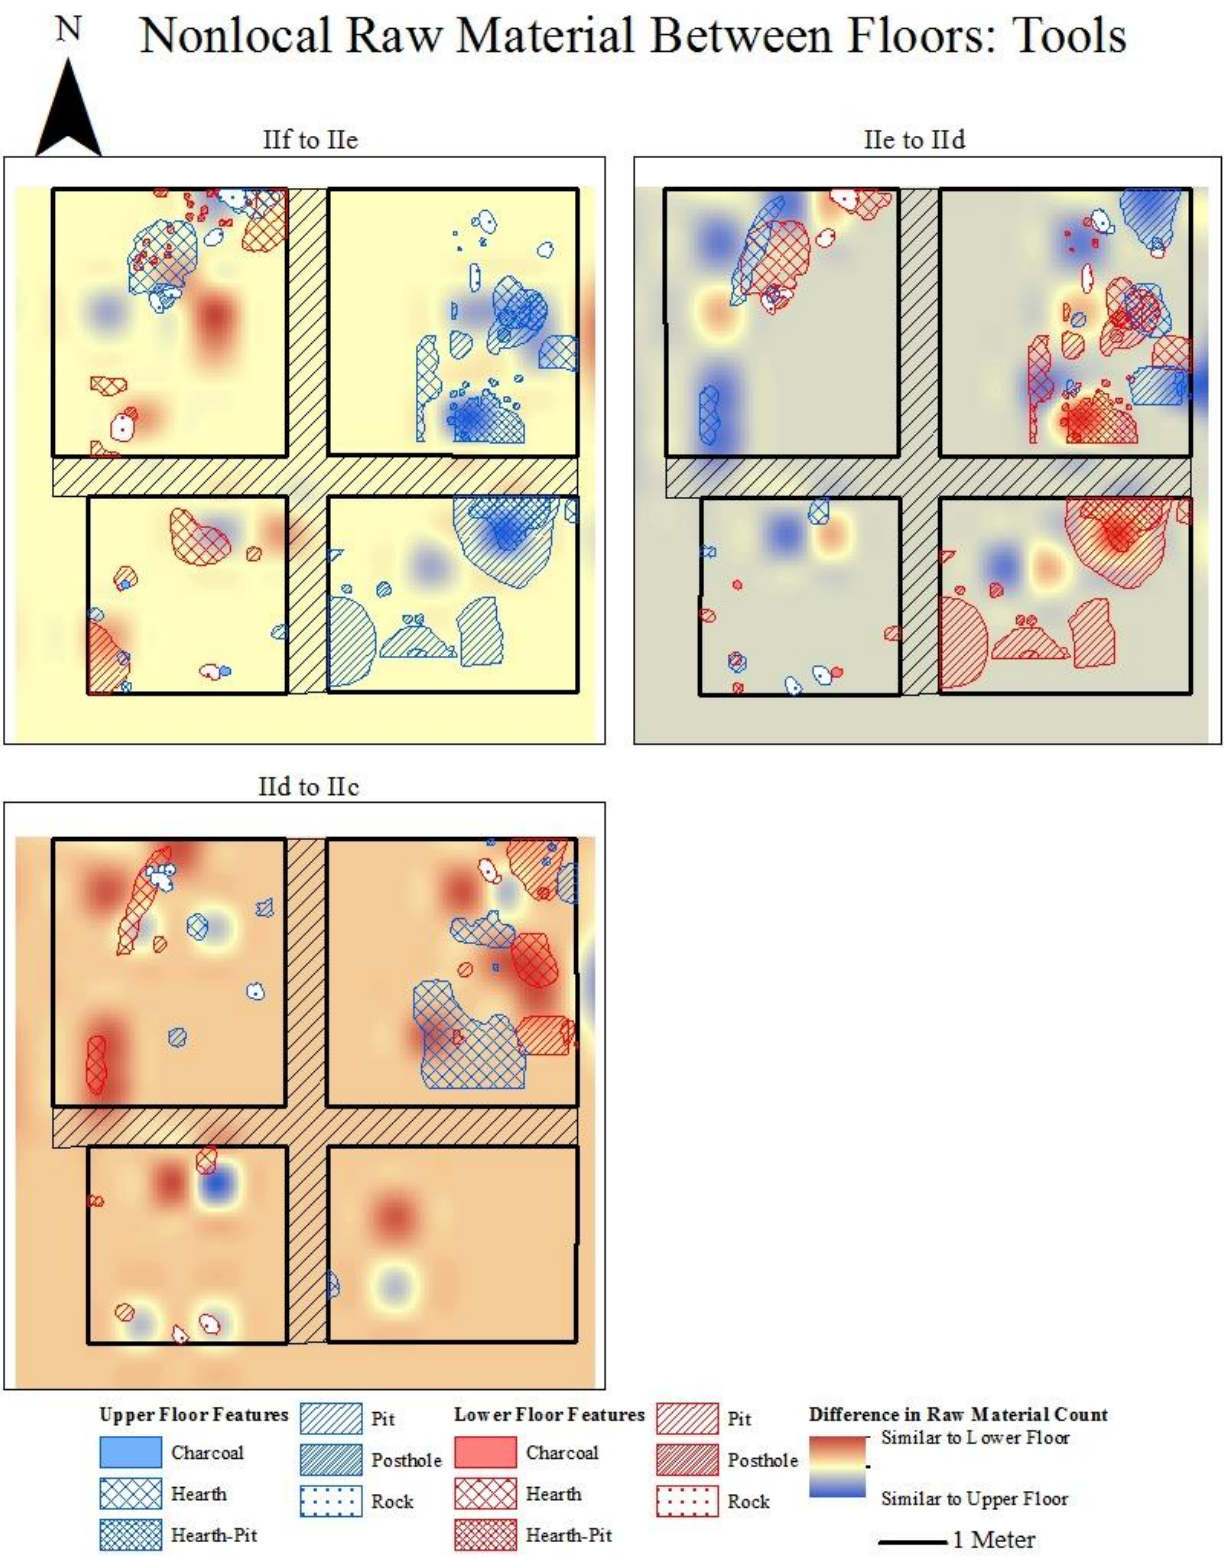 N
Nonlocal Raw Material Between Floors: Tools
IIf to IIe
IIe to IId
IId to IIc
Upper Floor Features
Charcoal
Hearth
Hearth-Pit
Pit
Posthole
Rock
Lower Floor Features
Charcoal
Hearth
Hearth-Pit
Pit
Posthole
Rock
Difference in Raw Material Count
Similar to Lower Floor
Similar to Upper Floor
1 Meter